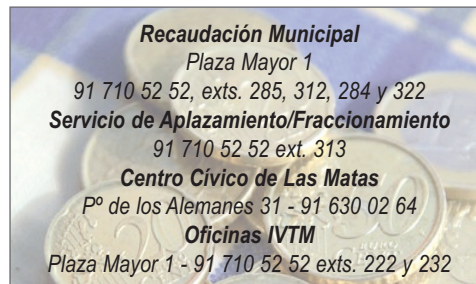 Recaudación Municipal
Plaza Mayor 1
91 710 52 52, exts. 285, 312, 284 y 322
Servicio de Aplazamiento/Fraccionamiento
91 710 52 52 ext. 313
Centro Cívico de Las Matas
Pº de los Alemanes 31 - 91 630 02 64
Oficinas IVTM
Plaza Mayor 1 - 91 710 52 52 exts. 222 y 232